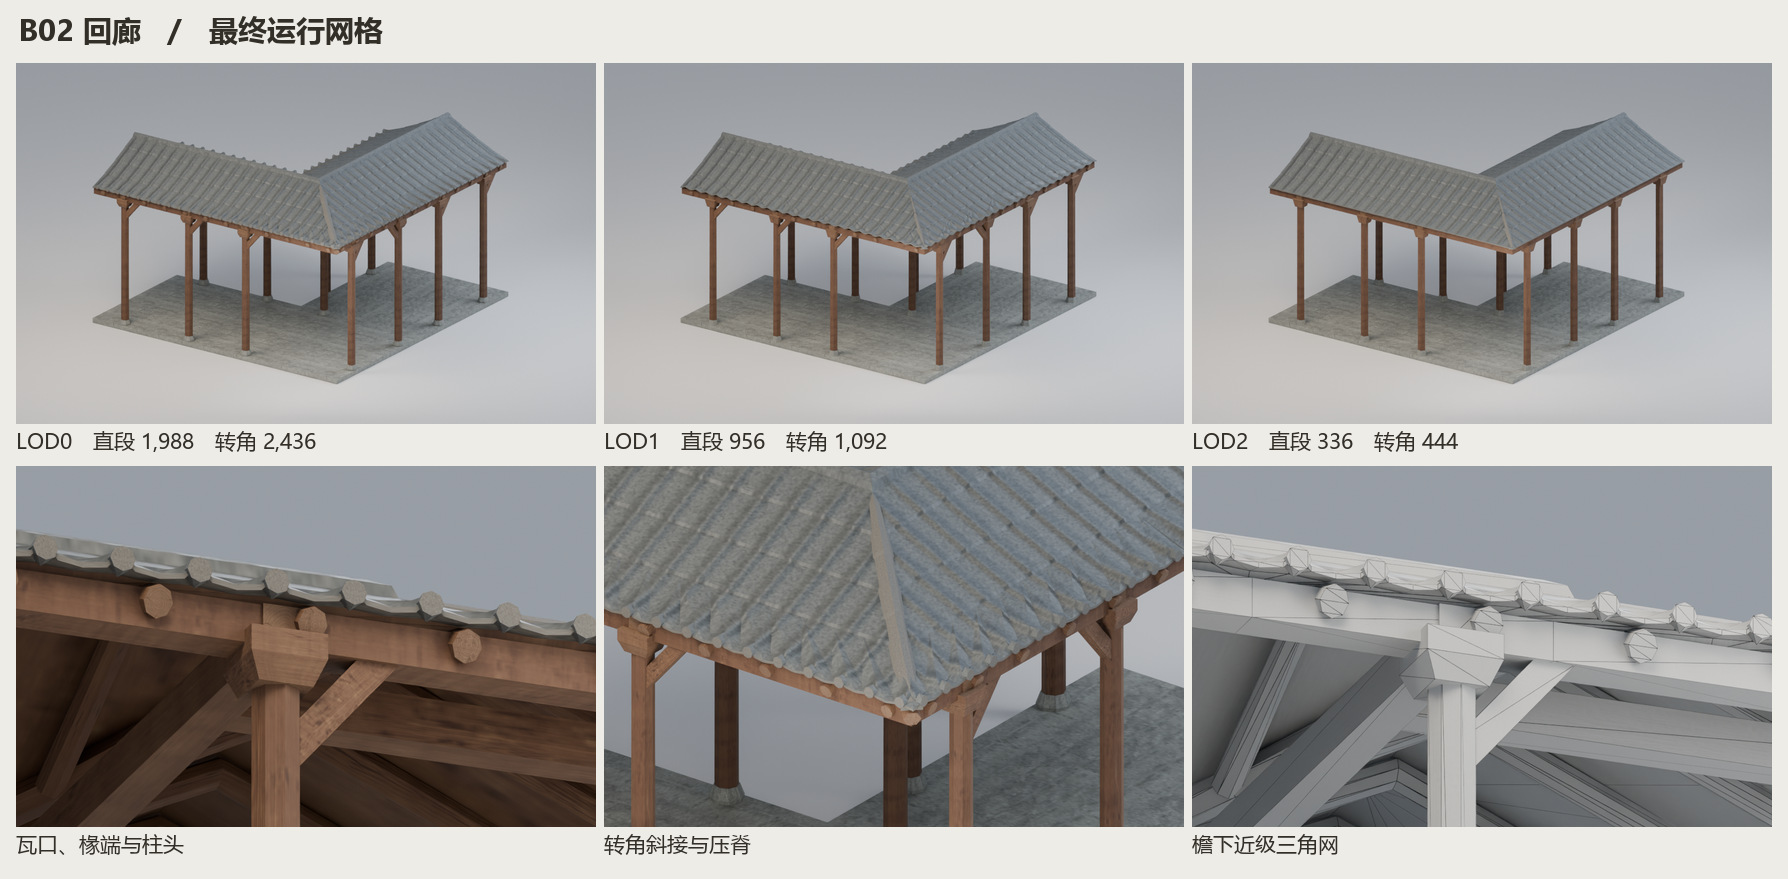 B02 回廊 / 最终运行网格
LOD0 直段 1,988 转角 2,436
LOD1 直段 956 转角 1,092
LOD2 直段 336 转角 444
瓦口、椽端与柱头
转角斜接与压脊
檐下近级三角网